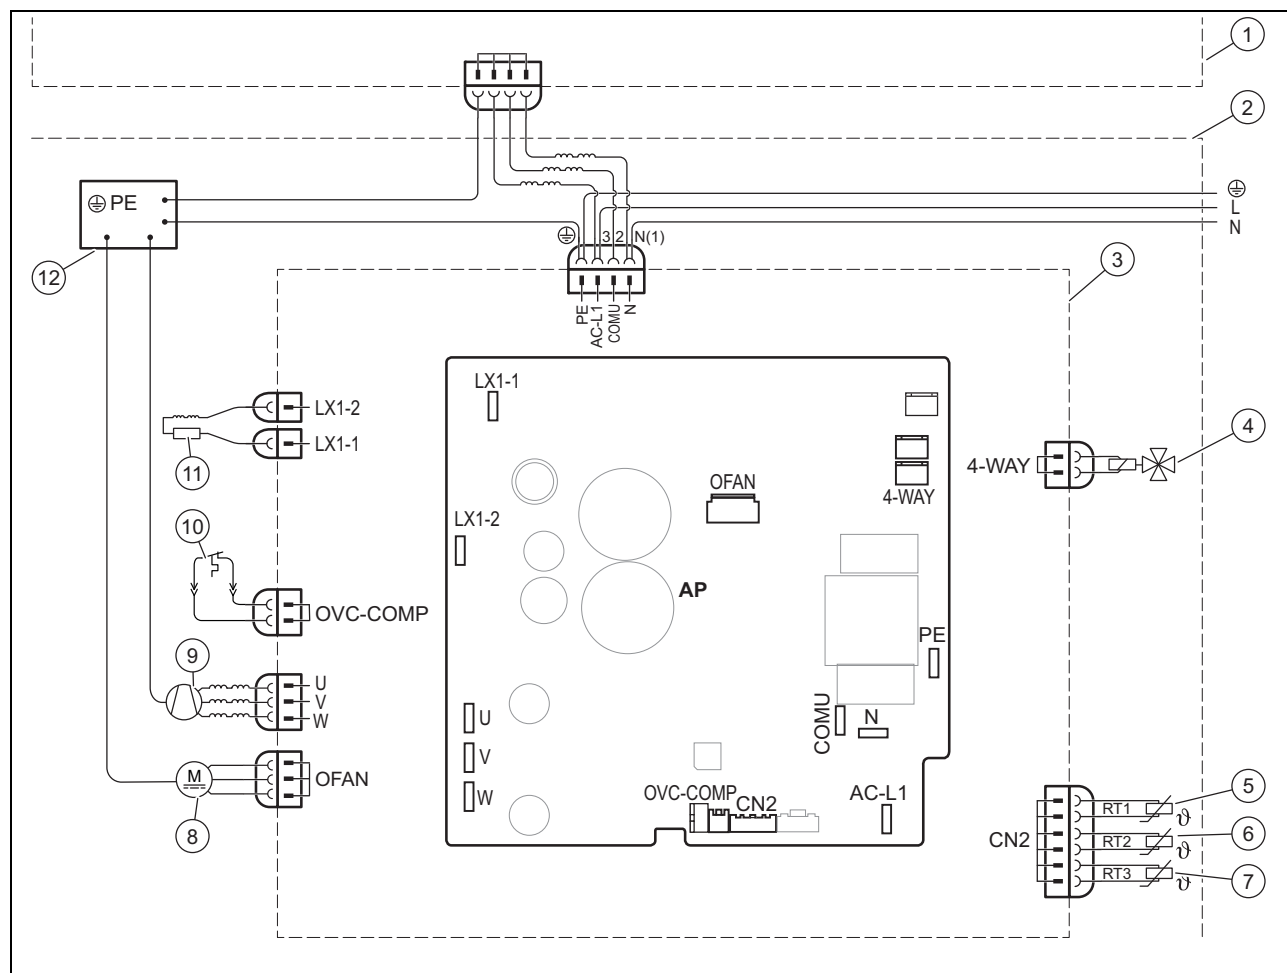 1
2
PE
L
N
3 2 N(1)
12
3
PE
AC-L1
COMU
N
LX1-1
LX1-2
LX1-1
11
4-WAY
4
OFAN
4-WAY
LX1-2
10
AP
OVC-COMP
PE
9
U
V
W
COMU
N
U
V
W
M
OFAN
8
OVC-COMP
CN2
AC-L1
CN2
RT1
ϑ
5
RT2
ϑ
6
RT3
ϑ
7